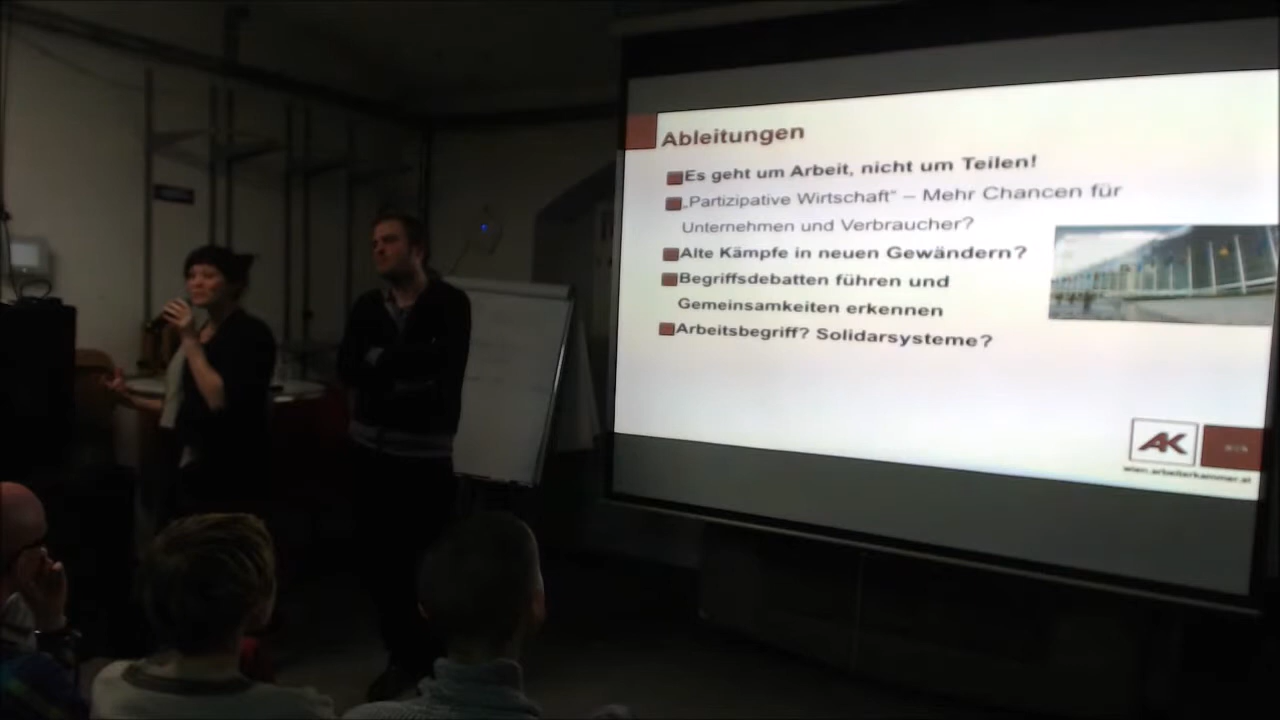 Ableitungen
Es geht um Arbeit, nicht um Teilen!
„Partizipative Wirtschaft“ – Mehr Chancen für
Unternehmen und Verbraucher?
Alte Kämpfe in neuen Gewändern?
Begriffsdebatten führen und
Gemeinsamkeiten erkennen
Arbeitsbegriff? Solidarsysteme?
AK
wien.arbeiterkammer.at